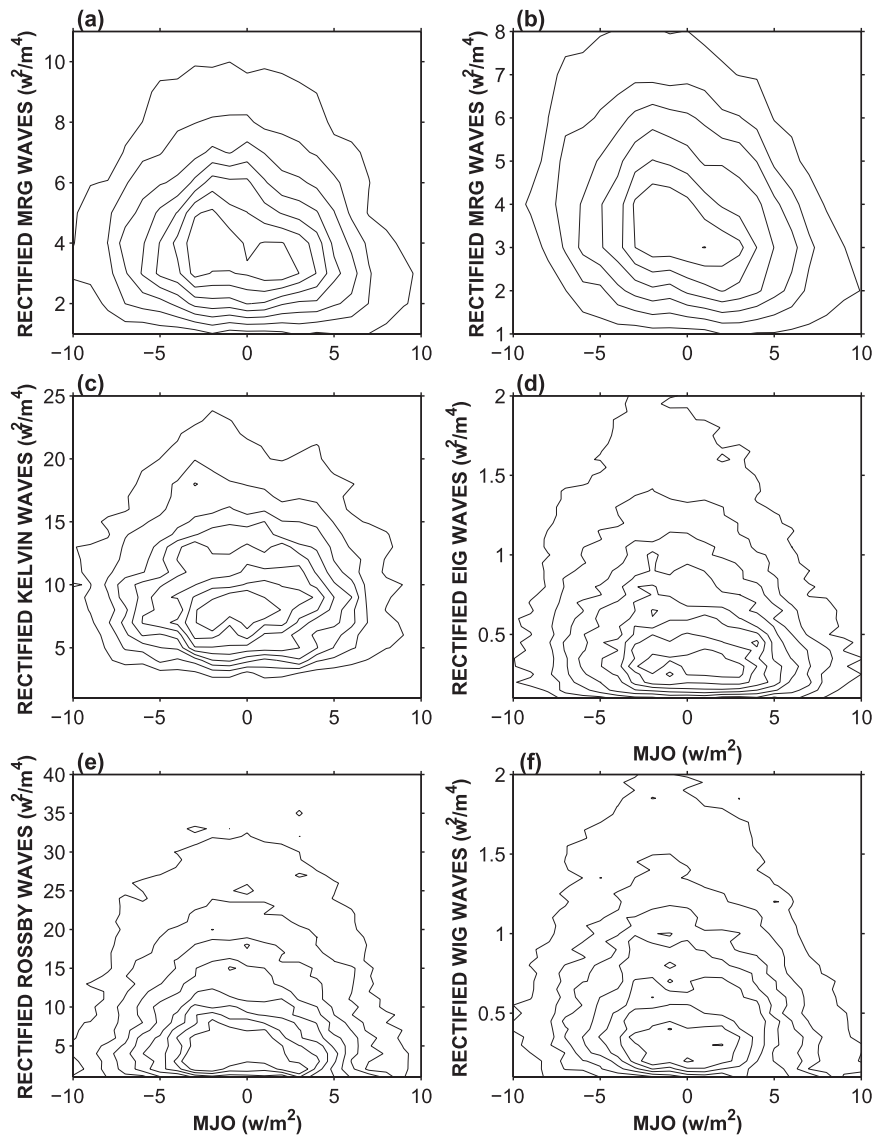 (a)
RECTIFIED MRG WAVES (w²/m⁴)
10
8
6
4
2
−10 −5 0 5 10
(b)
RECTIFIED MRG WAVES (w²/m⁴)
8
7
6
5
4
3
2
1
−10 −5 0 5 10
(c)
RECTIFIED KELVIN WAVES (w²/m⁴)
25
20
15
10
5
−10 −5 0 5 10
(d)
RECTIFIED EIG WAVES (w²/m⁴)
2
1.5
1
0.5
−10 −5 0 5 10
MJO (w/m²)
(e)
RECTIFIED ROSSBY WAVES (w²/m⁴)
40
35
30
25
20
15
10
5
−10 −5 0 5 10
MJO (w/m²)
(f)
RECTIFIED WIG WAVES (w²/m⁴)
2
1.5
1
0.5
−10 −5 0 5 10
MJO (w/m²)